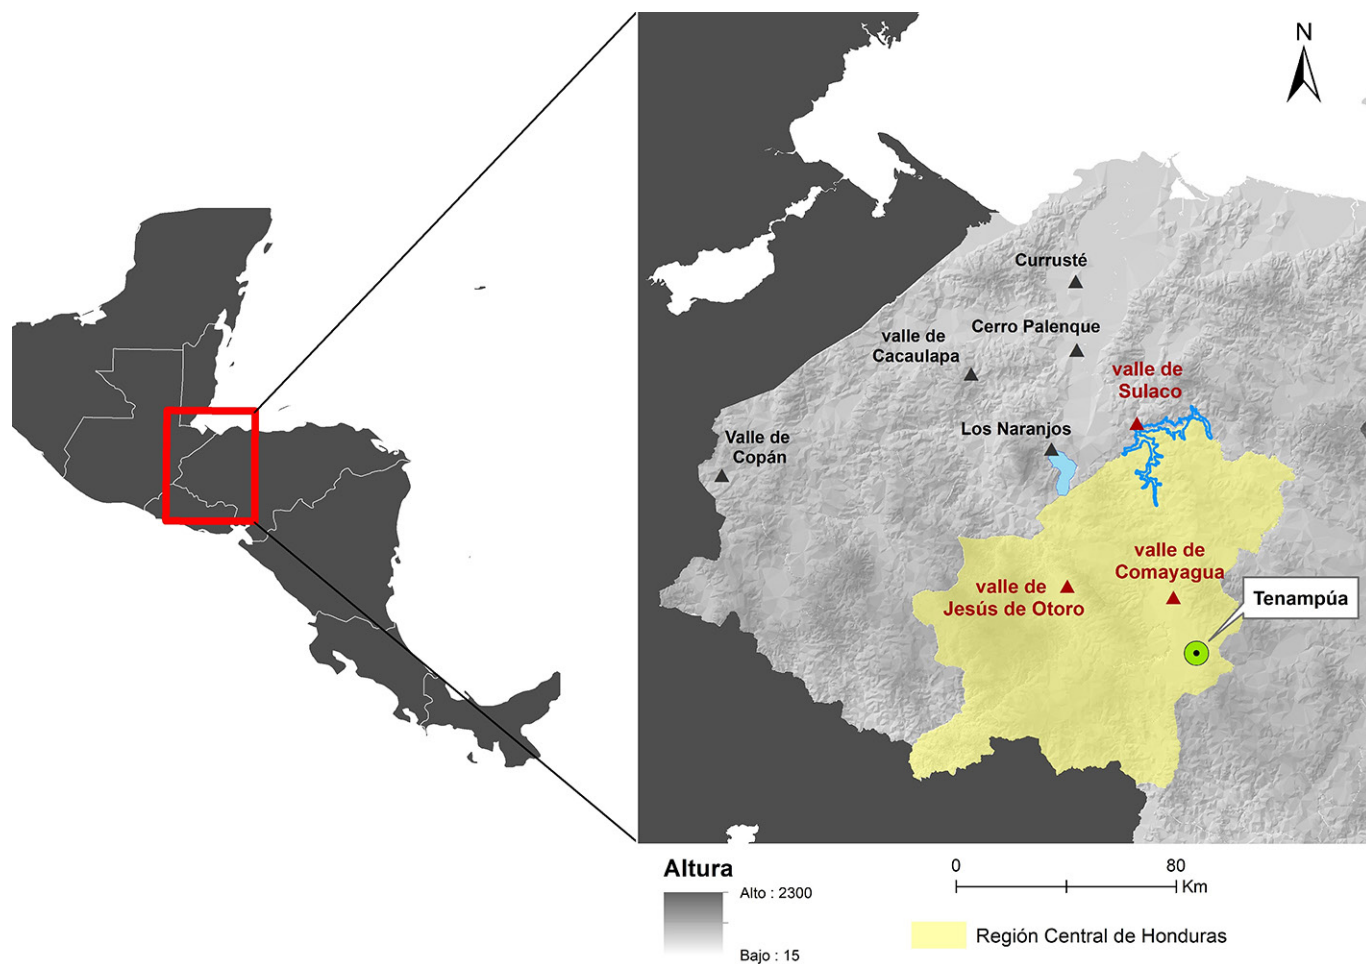 N
Currusté
Cerro Palenque
valle de
Cacaulapa
valle de
Sulaco
Los Naranjos
Valle de
Copán
valle de
Comayagua
valle de
Jesús de Otoro
Tenampúa
Altura
Alto : 2300
Bajo : 15
0 80
Km
Región Central de Honduras